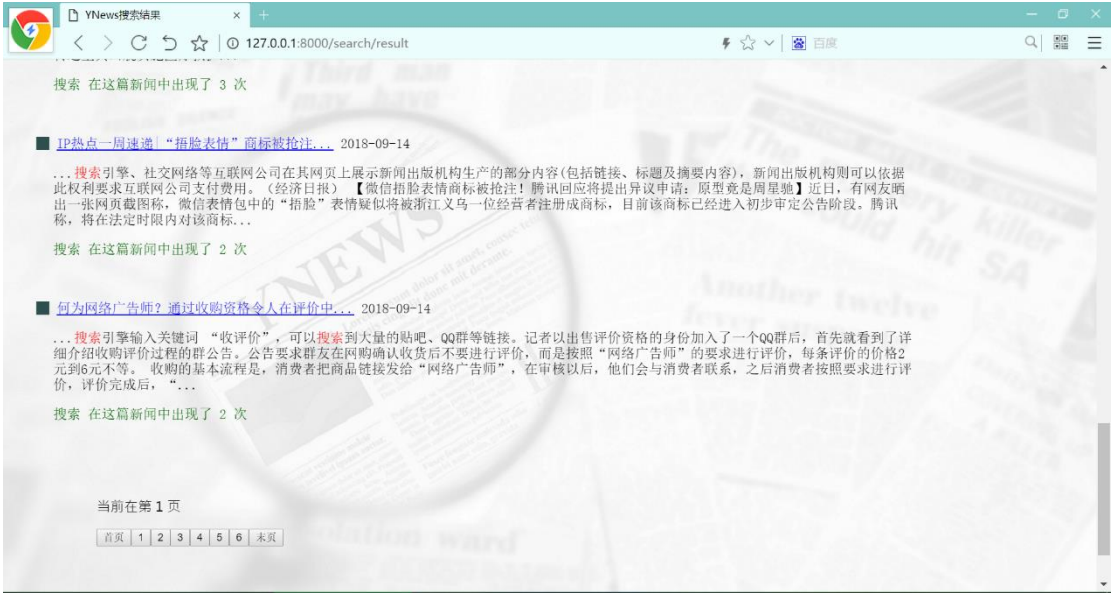 YNews搜索结果
127.0.0.1:8000/search/result
百度
搜索 在这篇新闻中出现了 3 次
IP热点一周速递|“捂脸表情”商标被抢注... 2018-09-14
...搜索引擎、社交网络等互联网公司在其网页上展示新闻出版机构生产的部分内容(包括链接、标题及摘要内容)，新闻出版机构则可以依据
此权利要求互联网公司支付费用。（经济日报） 【微信捂脸表情商标被抢注！腾讯回应将提出异议申请：原型竟是周星驰】近日，有网友晒
出一张网页截图称，微信表情包中的“捂脸”表情疑似将被浙江义乌一位经营者注册成商标，目前该商标已经进入初步审定公告阶段。腾讯
称，将在法定时限内对该商标...
搜索 在这篇新闻中出现了 2 次
何为网络广告师？通过收购资格令人在评价中... 2018-09-14
...搜索引擎输入关键词 “收评价”，可以搜索到大量的贴吧、QQ群等链接。记者以出售评价资格的身份加入了一个QQ群后，首先就看到了详
细介绍收购评价过程的群公告。公告要求群友在网购确认收货后不要进行评价，而是按照“网络广告师”的要求进行评价，每条评价的价格2
元到6元不等。 收购的基本流程是，消费者把商品链接发给“网络广告师”，在审核以后，他们会与消费者联系，之后消费者按照要求进行评
价，评价完成后， “...
搜索 在这篇新闻中出现了 2 次
当前在第 1 页
首页 1 2 3 4 5 6 末页
YNEWS
Third man
may have
killer
hit SA
Another twelve
ward